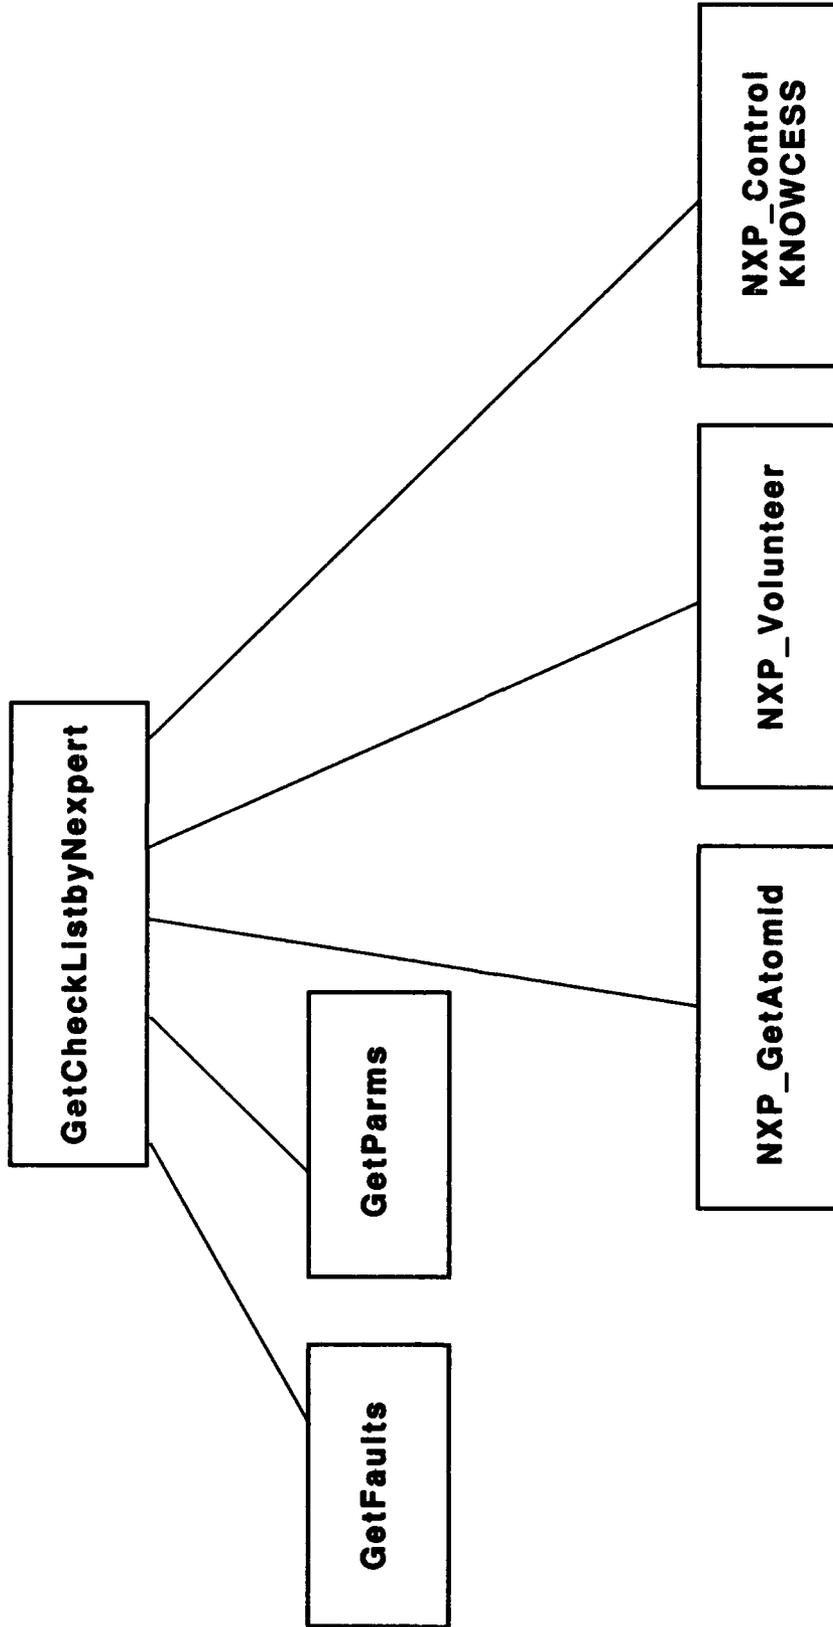 GetCheckListbyNexpert
GetFaults
GetParms
NXP_GetAtomId
NXP_Volunteer
NXP_Control
KNOWCESS